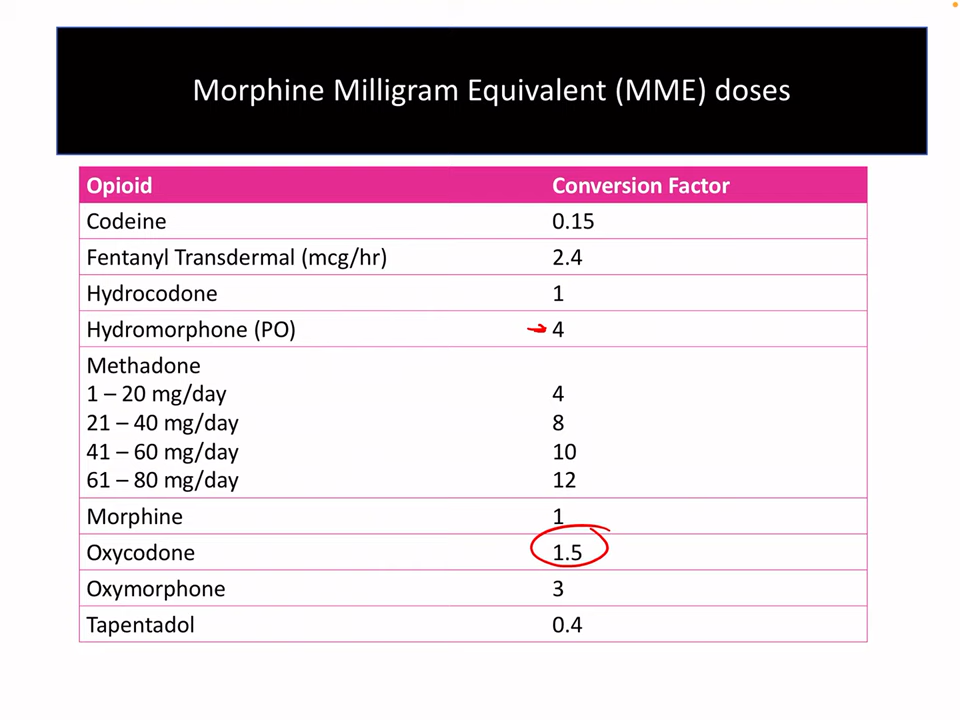 Morphine Milligram Equivalent (MME) doses
Opioid Conversion Factor
Codeine 0.15
Fentanyl Transdermal (mcg/hr) 2.4
Hydrocodone 1
Hydromorphone (PO) 4
Methadone
1 – 20 mg/day 4
21 – 40 mg/day 8
41 – 60 mg/day 10
61 – 80 mg/day 12
Morphine 1
Oxycodone 1.5
Oxymorphone 3
Tapentadol 0.4